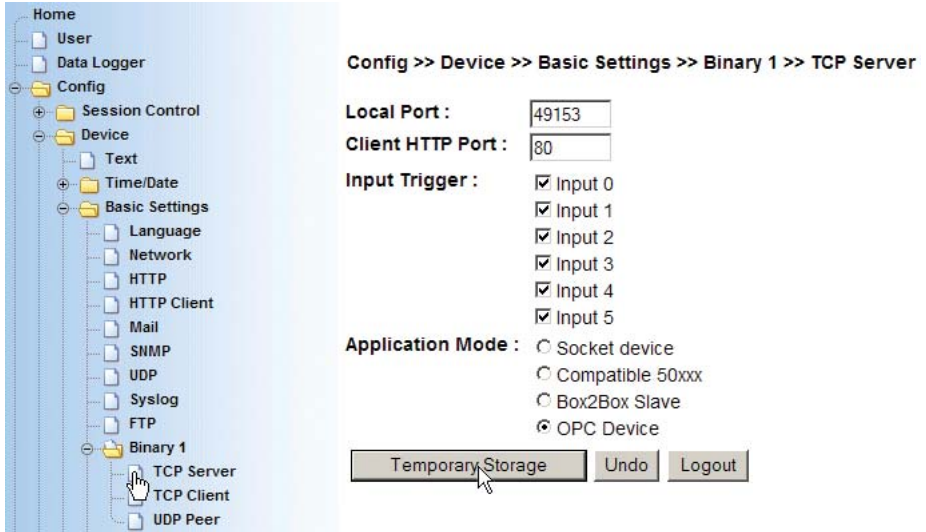 Home
User
Data Logger
Config
Session Control
Device
Text
Time/Date
Basic Settings
Language
Network
HTTP
HTTP Client
Mail
SNMP
UDP
Syslog
FTP
Binary 1
TCP Server
TCP Client
UDP Peer
Config >> Device >> Basic Settings >> Binary 1 >> TCP Server
Local Port : 49153
Client HTTP Port : 80
Input Trigger : Input 0
Input 1
Input 2
Input 3
Input 4
Input 5
Application Mode : Socket device
Compatible 50xxx
Box2Box Slave
OPC Device
Temporary Storage Undo Logout